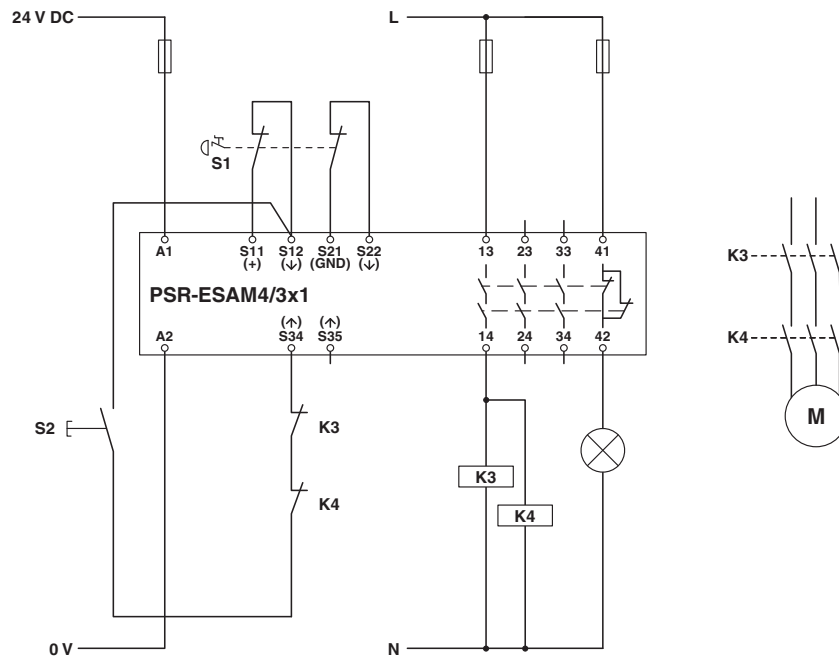 24 V DC
L
S1
A1
S11
(+)
S12
(↓)
S21
(GND)
S22
(↓)
13
23
33
41
PSR-ESAM4/3x1
A2
(↑)
S34
(↑)
S35
14
24
34
42
K3
K4
M
S2
K3
K4
K3
K4
0 V
N